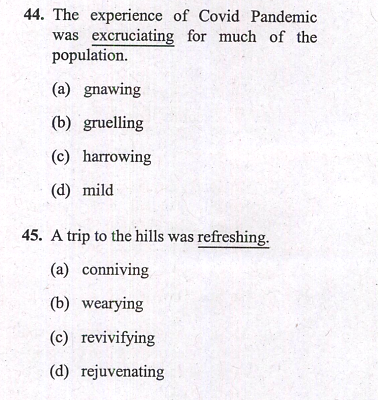 44. The experience of Covid Pandemic
was excruciating for much of the
population.
(a) gnawing
(b) gruelling
(c) harrowing
(d) mild
45. A trip to the hills was refreshing.
(a) conniving
(b) wearying
(c) revivifying
(d) rejuvenating